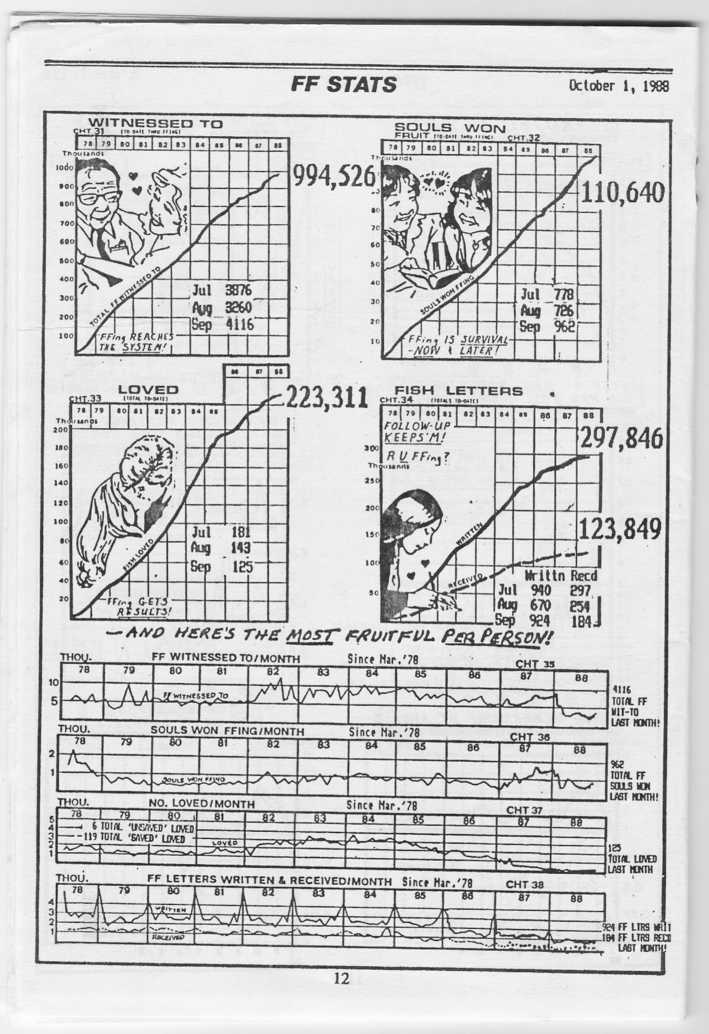 FF STATS
October 1, 1988
WITNESSED TO
CHT.31 (TO-DATE THRU FFING)
78 79 80 81 82 83 84 85 86 87 88
Thousands
1000
900
800
700
600
500
400
300
200
100
994,526
TOTAL FF WITNESSED TO
Jul 3876
Aug 3260
Sep 4116
FFing REACHES
THE SYSTEM!
SOULS WON
FRUIT (TO-DATE THRU FFING) CHT.32
78 79 80 81 82 83 84 85 86 87 88
Thousands
90
80
70
60
50
40
30
20
10
110,640
SOULS WON FFING
Jul 778
Aug 726
Sep 962
FFing IS SURVIVAL
-NOW & LATER!
86 87 88
LOVED
CHT.33 (TOTAL TO-DATE)
78 79 80 81 82 83 84 85
Thousands
200
180
160
140
120
100
80
60
40
20
223,311
FISH LOVED
Jul 181
Aug 143
Sep 125
FFing GETS
RESULTS!
FISH LETTERS
CHT.34 (TOTALS TO-DATE)
78 79 80 81 82 83 84 85 86 87 88
FOLLOW-UP
KEEPS'M!
R U FFing?
300
Thousands
250
200
150
100
50
297,846
123,849
WRITTEN
RECEIVED
Writtn Recd
Jul 940 297
Aug 670 254
Sep 924 184
—AND HERE'S THE MOST FRUITFUL PER PERSON!
THOU. FF WITNESSED TO/MONTH Since Mar.'78 CHT 35
78 79 80 81 82 83 84 85 86 87 88
10
5
FF WITNESSED TO
4116
TOTAL FF
WIT-TO
LAST MONTH!
THOU. SOULS WON FFING/MONTH Since Mar.'78 CHT 36
78 79 80 81 82 83 84 85 86 87 88
2
1
SOULS WON FFING
962
TOTAL FF
SOULS WON
LAST MONTH!
THOU. NO. LOVED/MONTH Since Mar.'78 CHT 37
78 79 80 81 82 83 84 85 86 87 88
5
4
3
2
1
6 TOTAL 'UNSAVED' LOVED
119 TOTAL 'SAVED' LOVED
LOVED
125
TOTAL LOVED
LAST MONTH
THOU. FF LETTERS WRITTEN & RECEIVED/MONTH Since Mar.'78 CHT 38
78 79 80 81 82 83 84 85 86 87 88
4
3
2
1
WRITTEN
RECEIVED
924 FF LTRS WRIT
184 FF LTRS RECD
LAST MONTH!
12